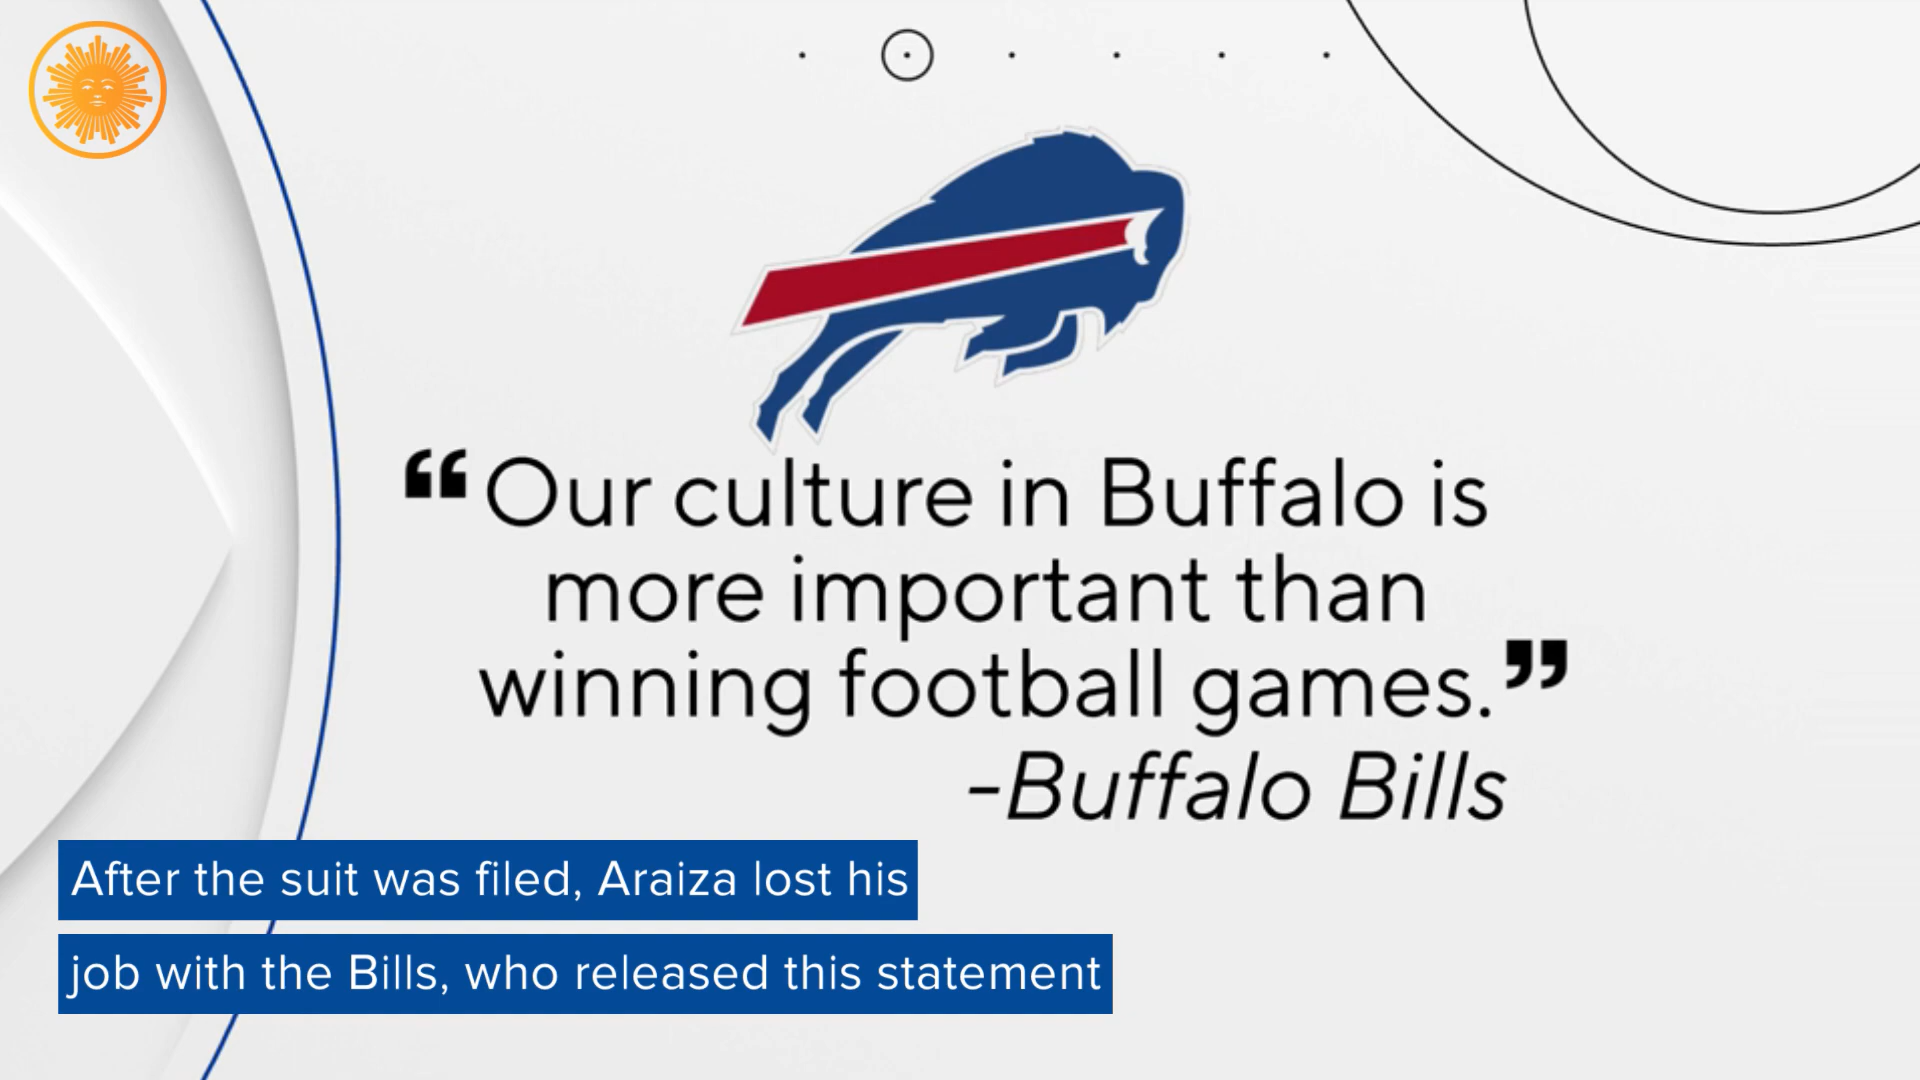 “Our culture in Buffalo is
more important than
winning football games.”
-Buffalo Bills
After the suit was filed, Araiza lost his
job with the Bills, who released this statement